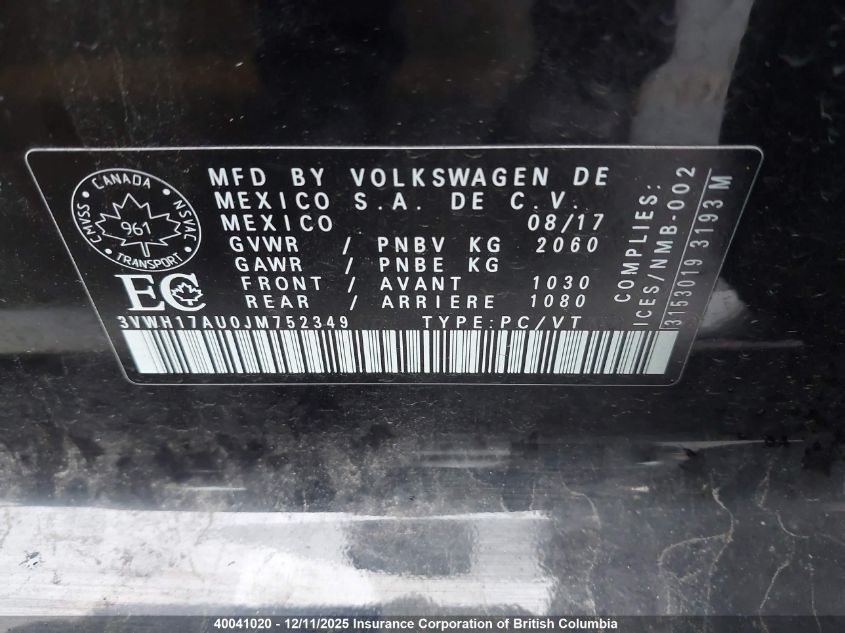 MFD BY VOLKSWAGEN DE
MEXICO S.A. DE C.V.
MEXICO 08/17
GVWR / PNBV KG 2060
GAWR / PNBE KG
FRONT / AVANT 1030
REAR / ARRIERE 1080
3VWH17AU0JM752349 TYPE:PC/VT
CANADA
CMVSS NSVAC
961
TRANSPORT
EC
COMPLIES:
ICES/NMB-002
3153019 3193 M
40041020 - 12/11/2025 Insurance Corporation of British Columbia